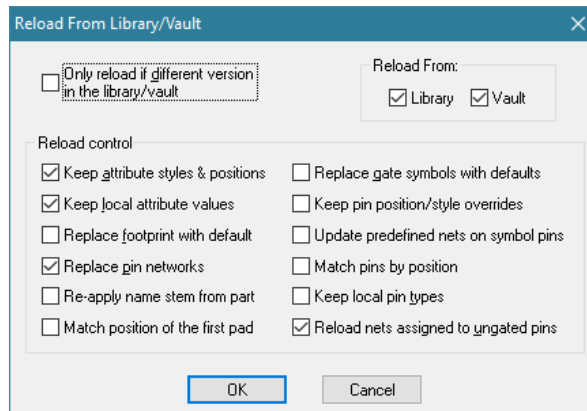 Reload From Library/Vault
Only reload if different version
in the library/vault
Reload From:
Library Vault
Reload control
Keep attribute styles & positions
Keep local attribute values
Replace footprint with default
Replace pin networks
Re-apply name stem from part
Match position of the first pad
Replace gate symbols with defaults
Keep pin position/style overrides
Update predefined nets on symbol pins
Match pins by position
Keep local pin types
Reload nets assigned to ungated pins
OK Cancel